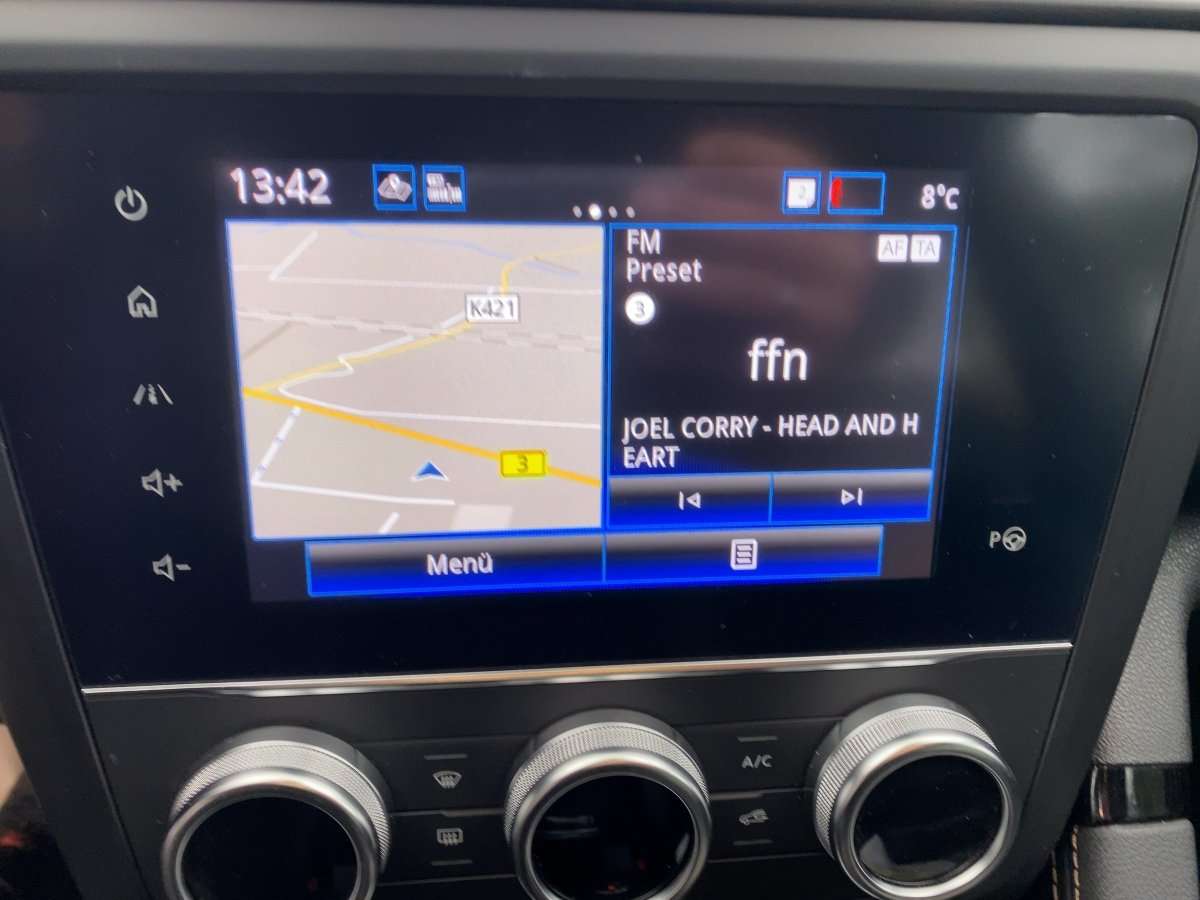 13:42
8°C
K421
3
FM
Preset
AF TA
3
ffn
JOEL CORRY - HEAD AND H
EART
Menü
P
A/C